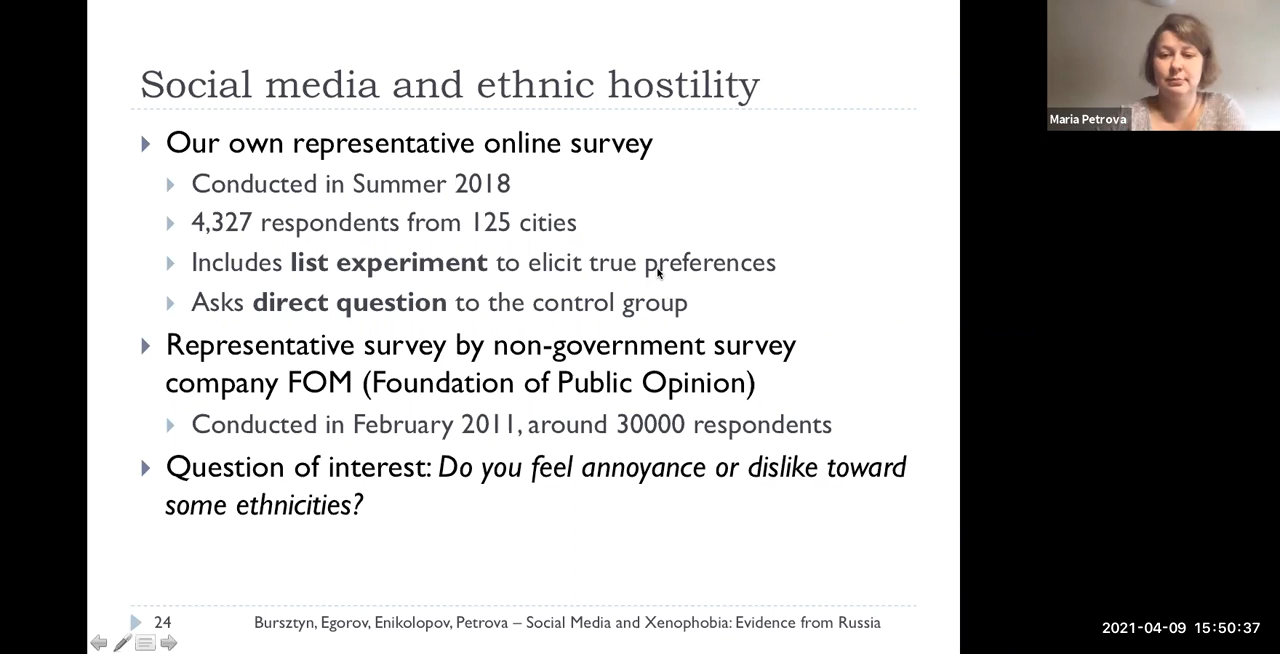 Social media and ethnic hostility
Our own representative online survey
Conducted in Summer 2018
4,327 respondents from 125 cities
Includes list experiment to elicit true preferences
Asks direct question to the control group
Representative survey by non-government survey
company FOM (Foundation of Public Opinion)
Conducted in February 2011, around 30000 respondents
Question of interest: Do you feel annoyance or dislike toward
some ethnicities?
24
Bursztyn, Egorov, Enikolopov, Petrova – Social Media and Xenophobia: Evidence from Russia
Maria Petrova
2021-04-09 15:50:37